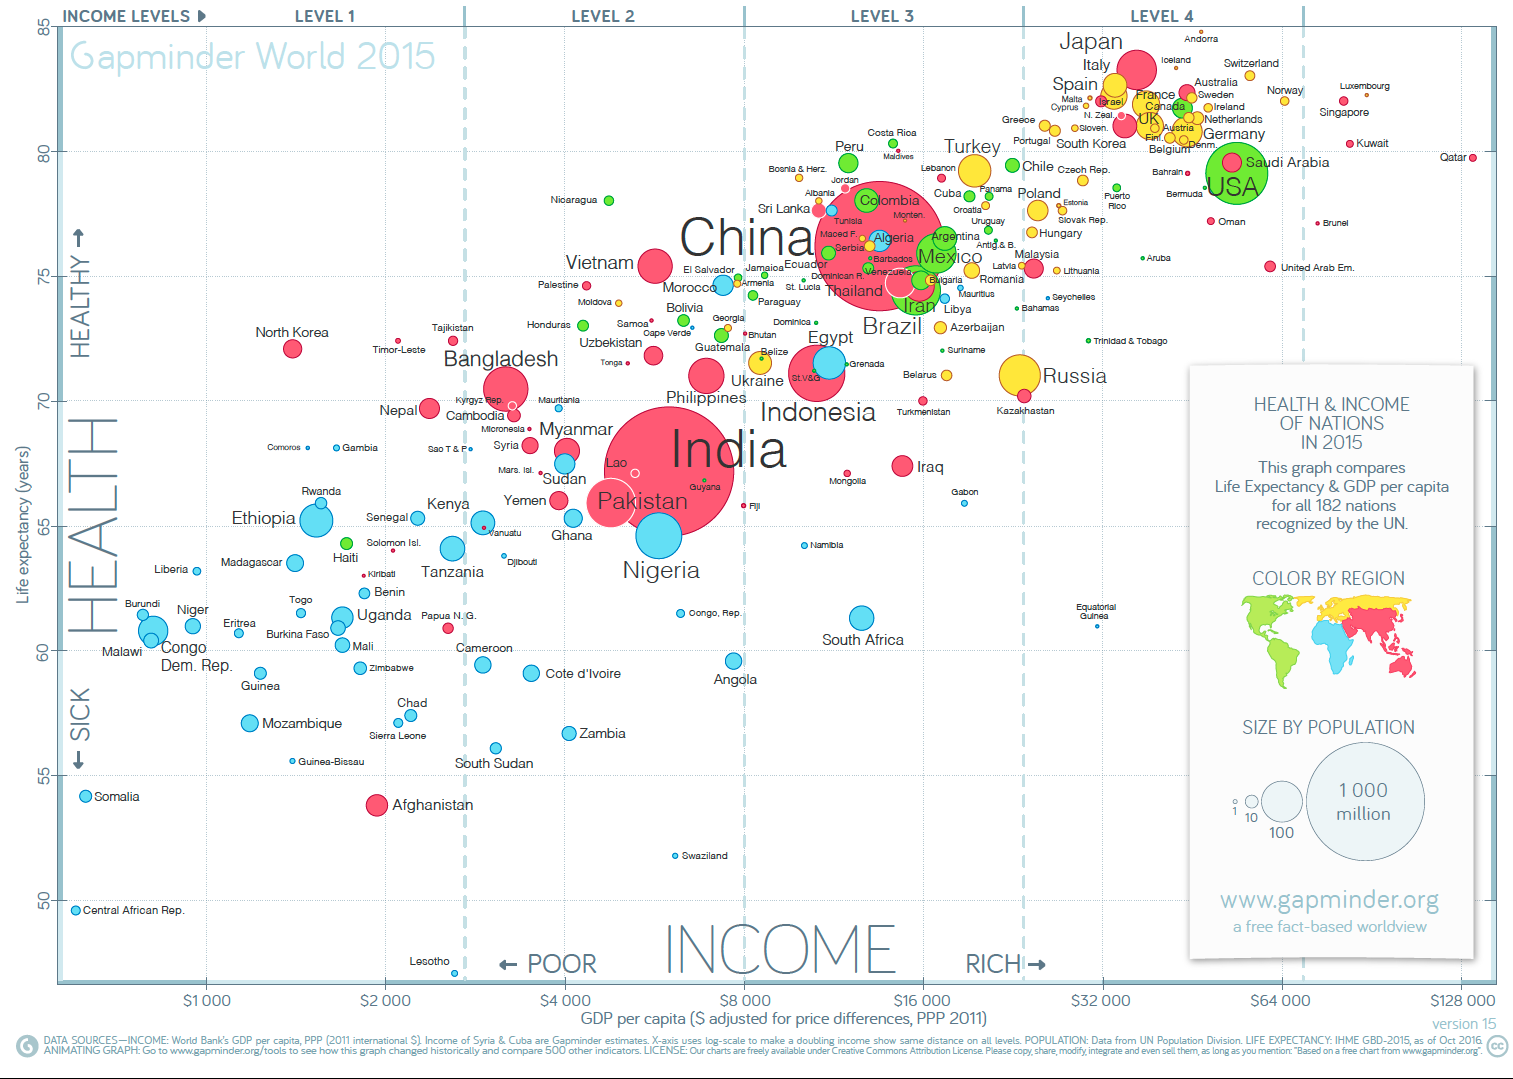 INCOME LEVELS
LEVEL 1
LEVEL 2
LEVEL 3
LEVEL 4
Gapminder World 2015
85
80
75
70
65
60
55
50
HEALTHY
HEALTH
SICK
Life expectancy (years)
Andorra
Japan
Iceland
Italy
Switzerland
Spain
Australia
Luxembourg
Norway
Malta
Israel
France
Sweden
Cyprus
Canada
Ireland
Singapore
N. Zeal.
UK
Netherlands
Greece
Sloven.
Austria
Germany
Portugal
South Korea
Finl.
Belgium
Denm.
Kuwait
Costa Rica
Peru
Maldives
Turkey
Qatar
Saudi Arabia
Bosnia & Herz.
Lebanon
Chile
Czech Rep.
Bahrain
USA
Jordan
Nicaragua
Albania
Colombia
Cuba
Panama
Poland
Puerto
Rico
Bermuda
Sri Lanka
Tunisia
Monten.
Croatia
Estonia
Slovak Rep.
Uruguay
Oman
Brunei
China
Maced F.
Algeria
Argentina
Antig.& B.
Hungary
Serbia
Mexico
Malaysia
Aruba
Vietnam
El Salvador
Jamaica
Ecuador
Barbados
Latvia
Lithuania
United Arab Em.
Palestine
Morocco
Armenia
St. Lucia
Dominican R.
Venezuela
Bulgaria
Romania
Thailand
Mauritius
Moldova
Paraguay
Iran
Libya
Seychelles
Bolivia
Bahamas
Honduras
Samoa
Cape Verde
Georgia
Dominica
Brazil
Azerbaijan
North Korea
Tajikistan
Uzbekistan
Bhutan
Egypt
Timor-Leste
Guatemala
Belize
Suriname
Trinidad & Tobago
Bangladesh
Tonga
Ukraine
St.V&G
Grenada
Belarus
Russia
Kyrgyz Rep.
Mauritania
Philippines
Indonesia
Turkmenistan
Kazakhstan
Nepal
Cambodia
Micronesia
Myanmar
India
Comoros
Gambia
Sao T & P
Syria
Mars. Isl.
Lao
Iraq
Sudan
Guyana
Mongolia
Rwanda
Kenya
Yemen
Pakistan
Fiji
Gabon
Ethiopia
Senegal
Vanuatu
Ghana
Solomon Isl.
Haiti
Namibia
Madagascar
Djibouti
Liberia
Kiribati
Tanzania
Nigeria
Benin
Burundi
Niger
Togo
Uganda
Papua N. G.
Congo, Rep.
Equatorial
Guinea
Eritrea
Burkina Faso
South Africa
Malawi
Congo
Dem. Rep.
Mali
Cameroon
Zimbabwe
Cote d'Ivoire
Angola
Guinea
Chad
Mozambique
Sierra Leone
Zambia
South Sudan
Guinea-Bissau
Somalia
Afghanistan
Swaziland
Central African Rep.
Lesotho
HEALTH & INCOME
OF NATIONS
IN 2015
This graph compares
Life Expectancy & GDP per capita
for all 182 nations
recognized by the UN.
COLOR BY REGION
SIZE BY POPULATION
1
10
100
1 000
million
www.gapminder.org
a free fact-based worldview
INCOME
POOR
RICH
$1 000
$2 000
$4 000
$8 000
$16 000
$32 000
$64 000
$128 000
GDP per capita ($ adjusted for price differences, PPP 2011)
version 15
DATA SOURCES—INCOME: World Bank's GDP per capita, PPP (2011 international $). Income of Syria & Cuba are Gapminder estimates. X-axis uses log-scale to make a doubling income show same distance on all levels. POPULATION: Data from UN Population Division. LIFE EXPECTANCY: IHME GBD-2015, as of Oct 2016.
ANIMATING GRAPH: Go to www.gapminder.org/tools to see how this graph changed historically and compare 500 other indicators. LICENSE: Our charts are freely available under Creative Commons Attribution License. Please copy, share, modify, integrate and even sell them, as long as you mention: "Based on a free chart from www.gapminder.org".
G
cc